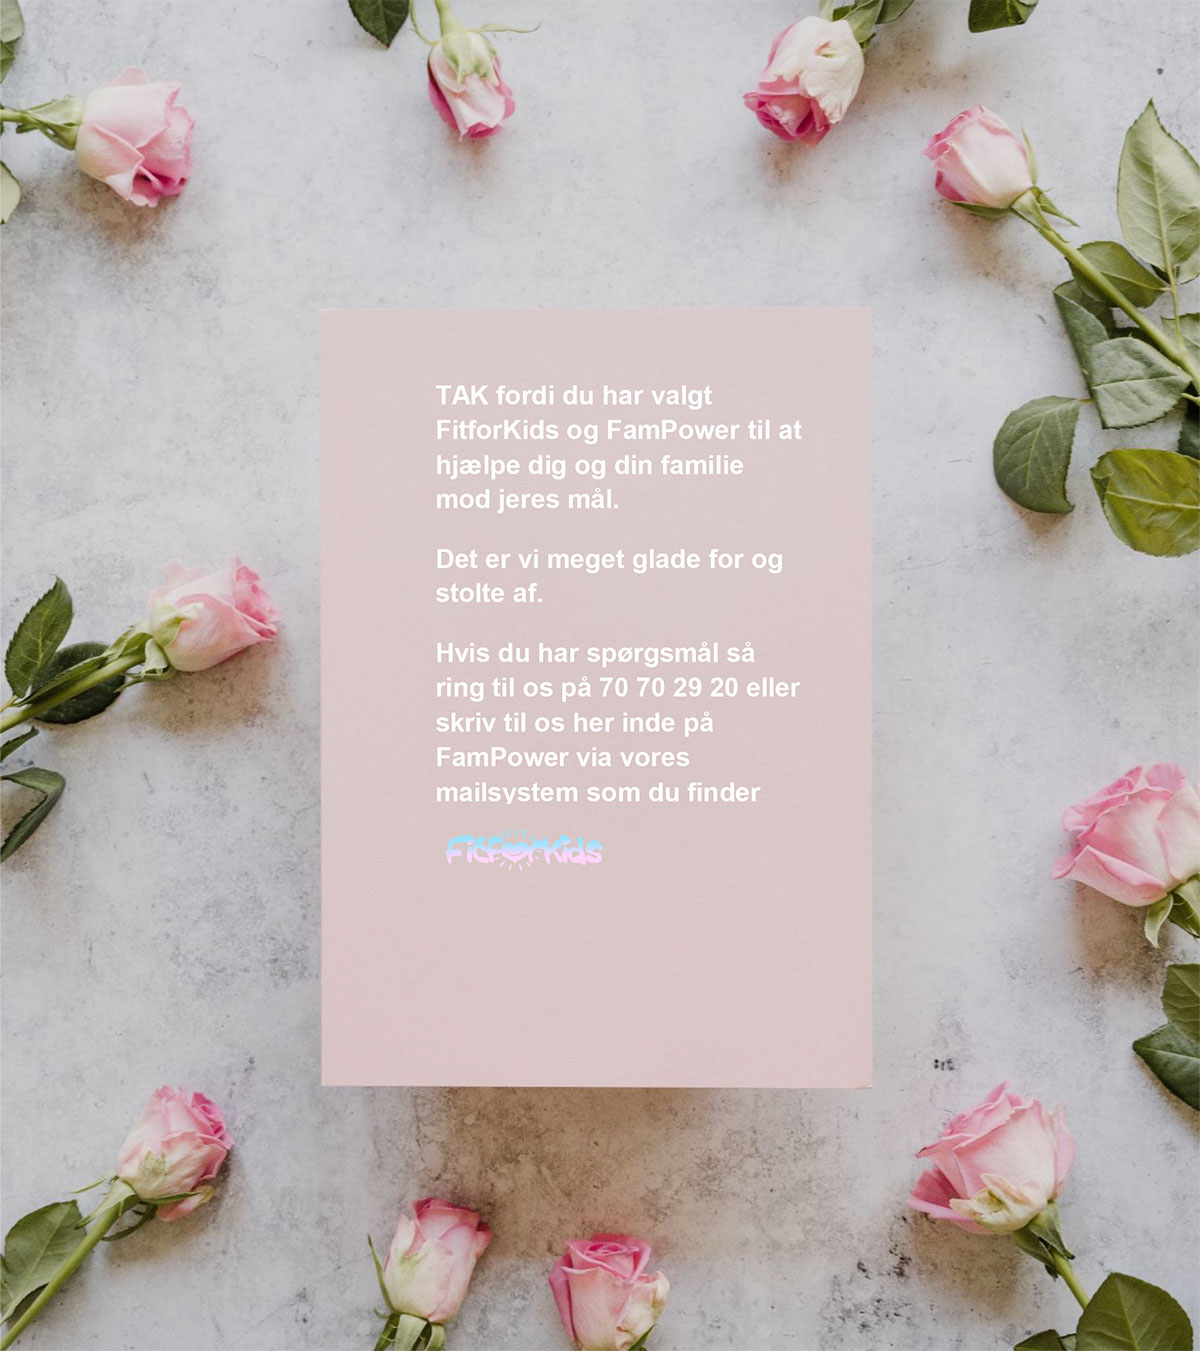 TAK fordi du har valgt
FitforKids og FamPower til at
hjælpe dig og din familie
mod jeres mål.
Det er vi meget glade for og
stolte af.
Hvis du har spørgsmål så
ring til os på 70 70 29 20 eller
skriv til os her inde på
FamPower via vores
mailsystem som du finder
FitforKids